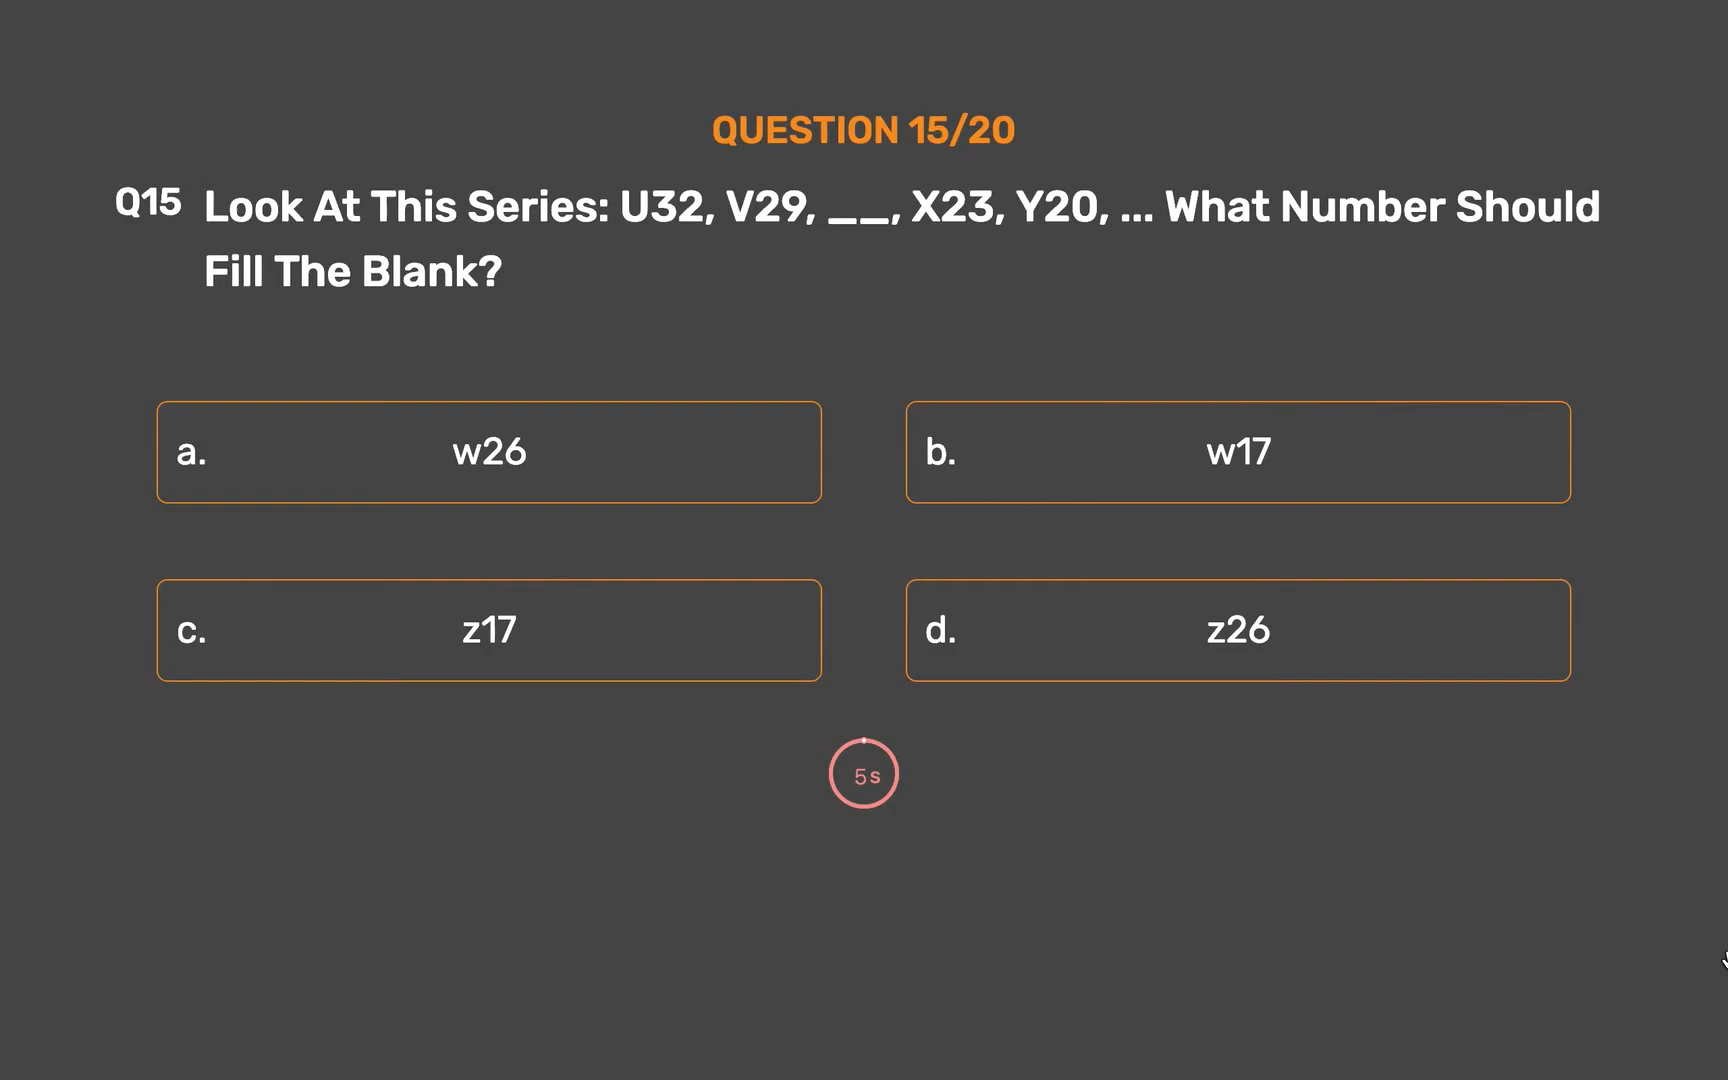 QUESTION 15/20
Q15 Look At This Series: U32, V29, __, X23, Y20, ... What Number Should
Fill The Blank?
a. w26
b. w17
c. z17
d. z26
5s